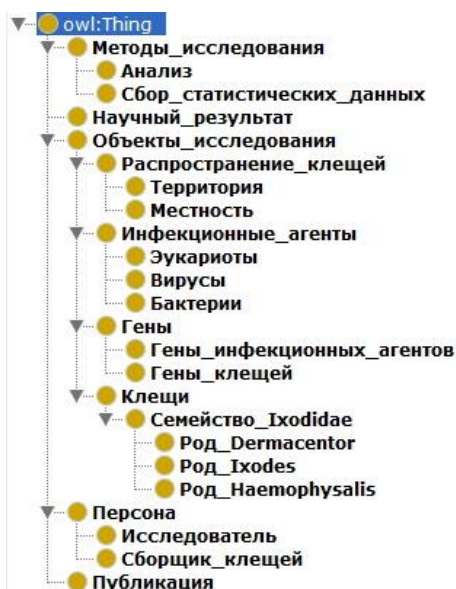 owl:Thing
Методы_исследования
Анализ
Сбор_статистических_данных
Научный_результат
Объекты_исследования
Распространение_клещей
Территория
Местность
Инфекционные_агенты
Эукариоты
Вирусы
Бактерии
Гены
Гены_инфекционных_агентов
Гены_клещей
Клещи
Семейство_Ixodidae
Род_Dermacentor
Род_Ixodes
Род_Haemophysalis
Персона
Исследователь
Сборщик_клещей
Публикация